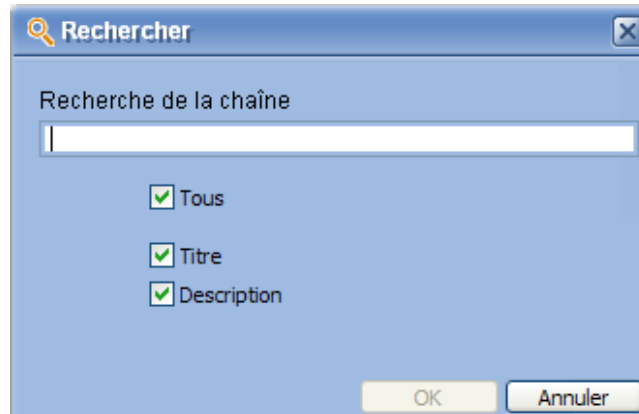 Rechercher
Recherche de la chaîne
Tous
Titre
Description
OK
Annuler